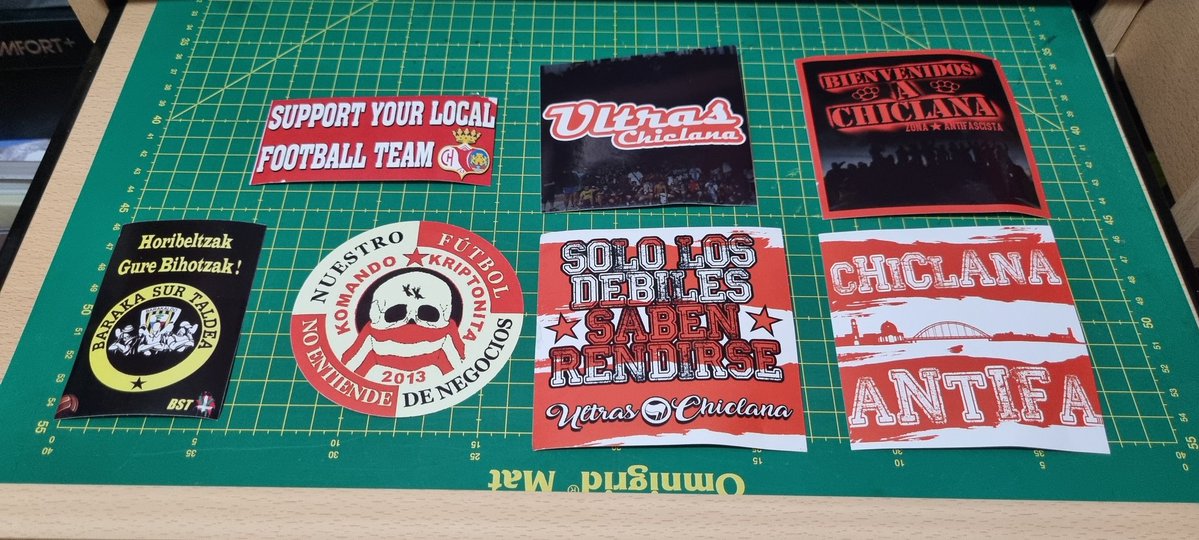 MFORT+
SUPPORT YOUR LOCAL
FOOTBALL TEAM
Ultras
Chiclana
BIENVENIDOS
A
CHICLANA
ZONA ★ ANTIFASCISTA
Horibeltzak
Gure Bihotzak!
BARAKA SUR TALDEA
BST
NUESTRO FÚTBOL
NO ENTIENDE DE NEGOCIOS
KOMANDO ★ KRIPTONITA
2013
SOLO LOS
DEBILES
SABEN
RENDIRSE
Ultras Chiclana
CHICLANA
ANTIFA
Omnigrid® Mat